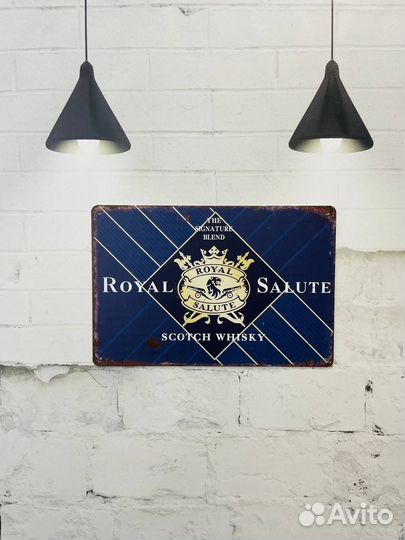 THE
SIGNATURE
BLEND
ROYAL
SALUTE
ROYAL SALUTE
SCOTCH WHISKY
Avito